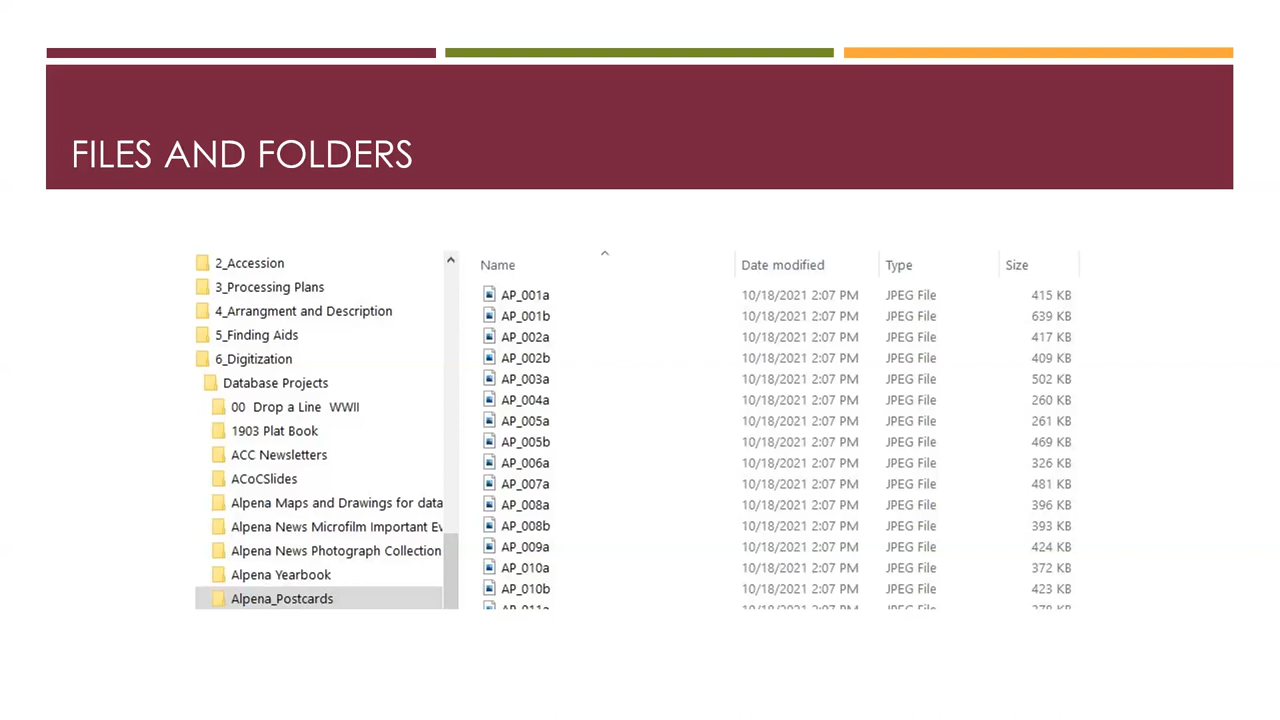 FILES AND FOLDERS
2_Accession
3_Processing Plans
4_Arrangment and Description
5_Finding Aids
6_Digitization
Database Projects
00 Drop a Line WWII
1903 Plat Book
ACC Newsletters
ACoCSlides
Alpena Maps and Drawings for data
Alpena News Microfilm Important Ev
Alpena News Photograph Collection
Alpena Yearbook
Alpena_Postcards
Name Date modified Type Size
AP_001a 10/18/2021 2:07 PM JPEG File 415 KB
AP_001b 10/18/2021 2:07 PM JPEG File 639 KB
AP_002a 10/18/2021 2:07 PM JPEG File 417 KB
AP_002b 10/18/2021 2:07 PM JPEG File 409 KB
AP_003a 10/18/2021 2:07 PM JPEG File 502 KB
AP_004a 10/18/2021 2:07 PM JPEG File 260 KB
AP_005a 10/18/2021 2:07 PM JPEG File 261 KB
AP_005b 10/18/2021 2:07 PM JPEG File 469 KB
AP_006a 10/18/2021 2:07 PM JPEG File 326 KB
AP_007a 10/18/2021 2:07 PM JPEG File 481 KB
AP_008a 10/18/2021 2:07 PM JPEG File 396 KB
AP_008b 10/18/2021 2:07 PM JPEG File 393 KB
AP_009a 10/18/2021 2:07 PM JPEG File 424 KB
AP_010a 10/18/2021 2:07 PM JPEG File 372 KB
AP_010b 10/18/2021 2:07 PM JPEG File 423 KB